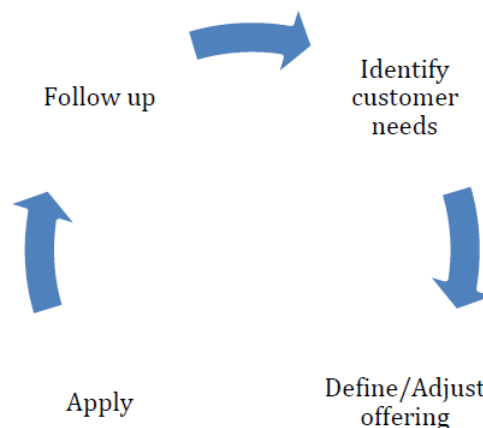 Follow up
Identify
customer
needs
Apply
Define/Adjust
offering